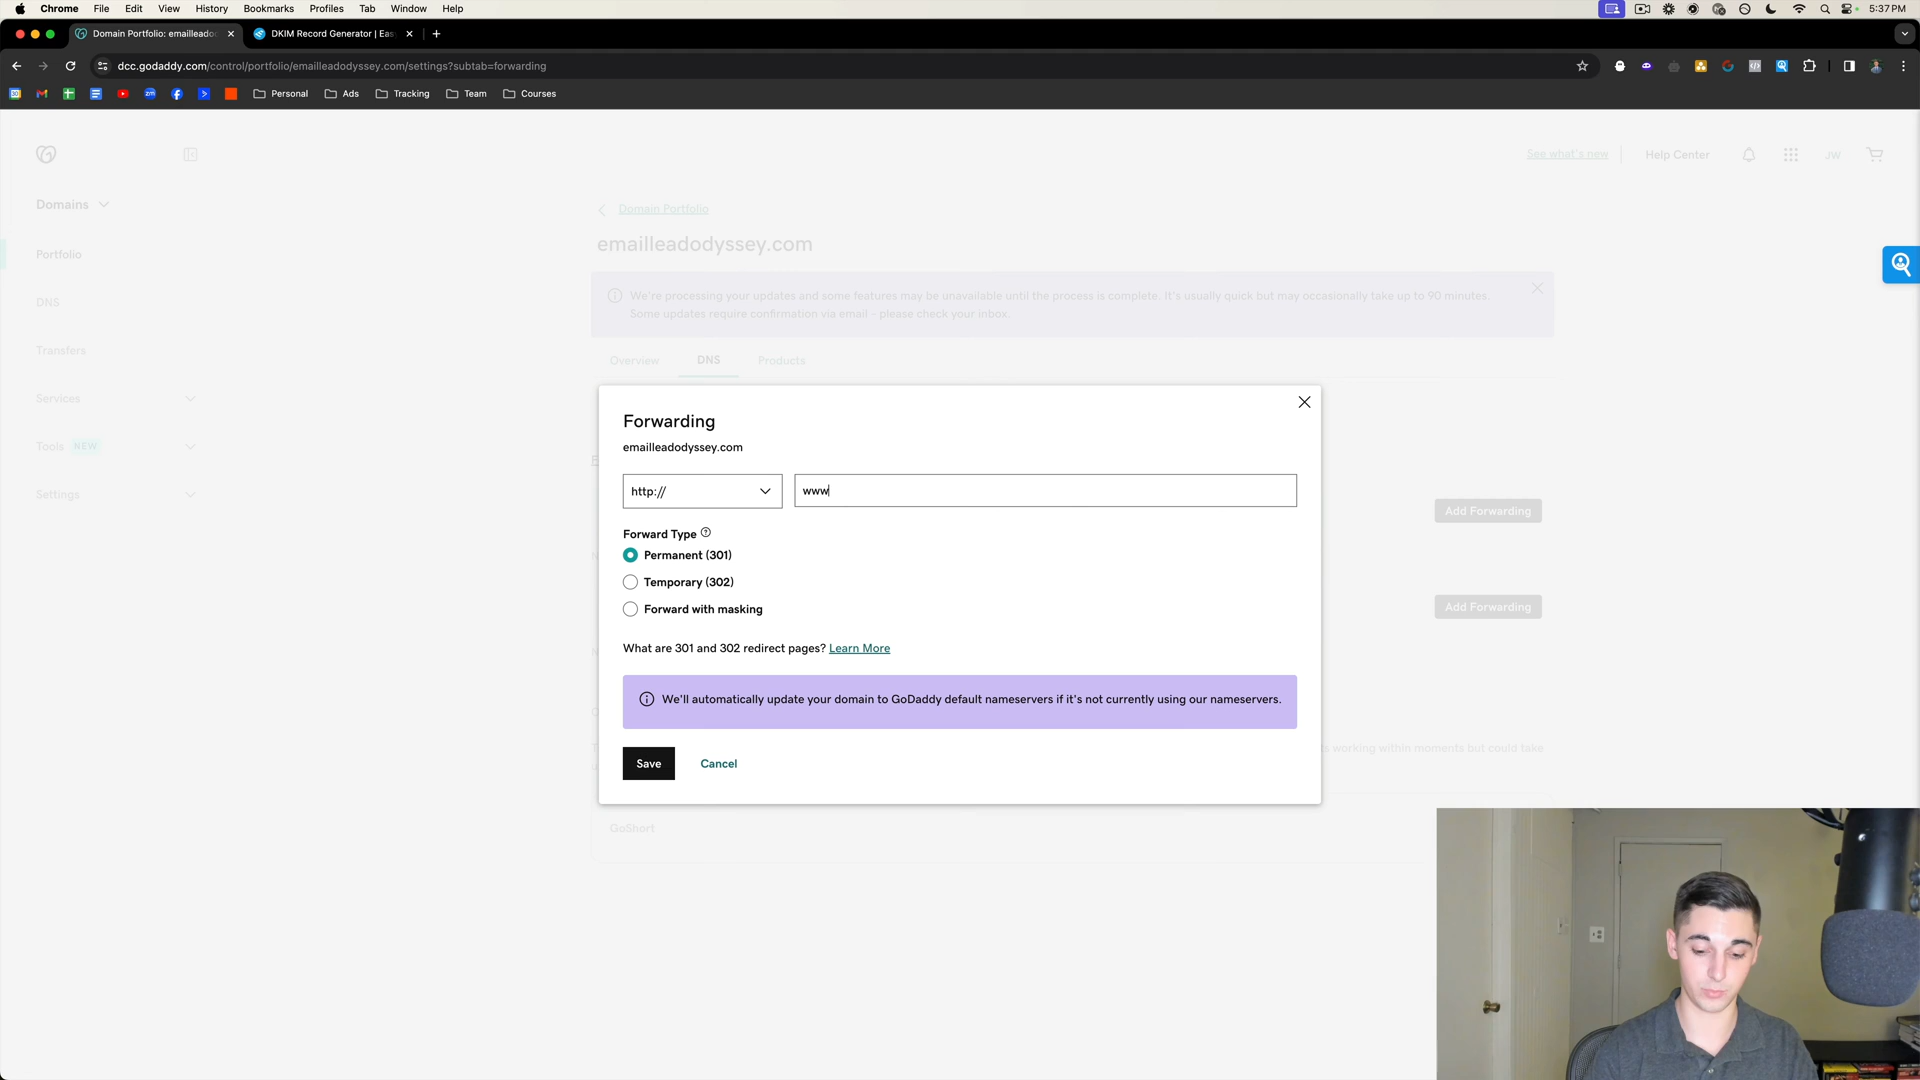 Chrome File Edit View History Bookmarks Profiles Tab Window Help 5:37 PM
Domain Portfolio: emailleado DKIM Record Generator | Eas
dcc.godaddy.com/control/portfolio/emailleadodyssey.com/settings?subtab=forwarding
Personal Ads Tracking Team Courses
See what's new Help Center JW
Domains
Portfolio
DNS
Transfers
Services
Tools NEW
Settings
Domain Portfolio
emailleadodyssey.com
We're processing your updates and some features may be unavailable until the process is complete. It's usually quick but may occasionally take up to 90 minutes.
Some updates require confirmation via email - please check your inbox.
Overview DNS Products
Forwarding
emailleadodyssey.com
http:// www
Forward Type
Permanent (301)
Temporary (302)
Forward with masking
What are 301 and 302 redirect pages? Learn More
We'll automatically update your domain to GoDaddy default nameservers if it's not currently using our nameservers.
Save Cancel
Add Forwarding
Add Forwarding
working within moments but could take
GoShort